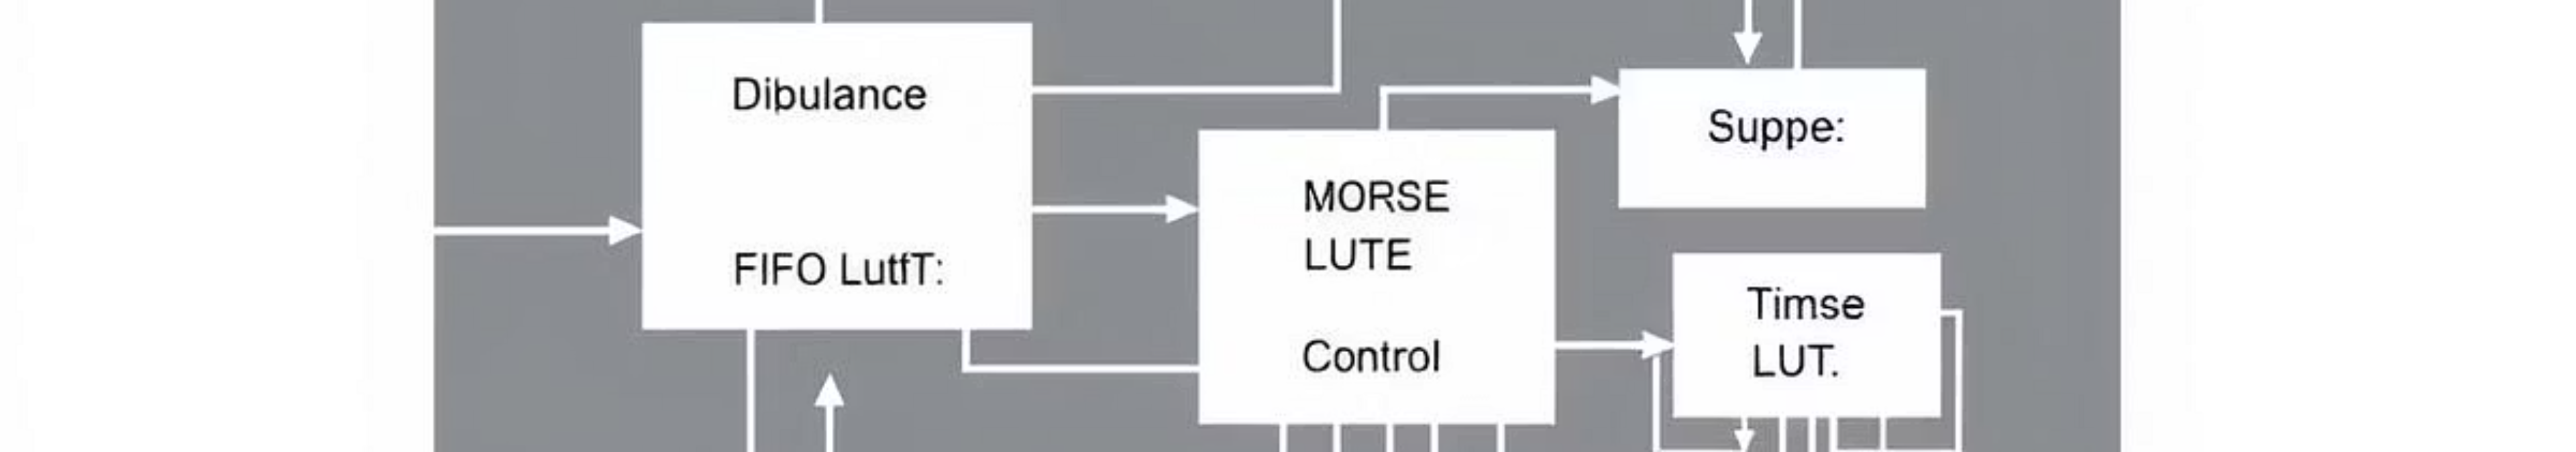 Dibulance
FIFO LutfT:
MORSE
LUTE
Control
Suppe:
Timse
LUT.